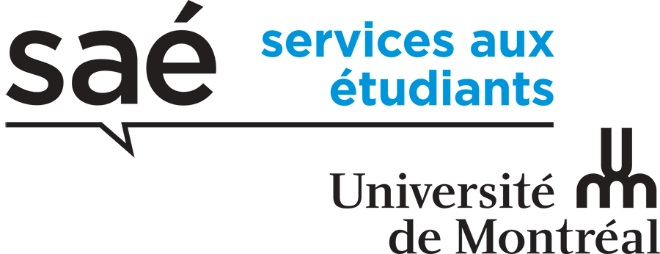 saé
services aux
étudiants
Université
de Montréal